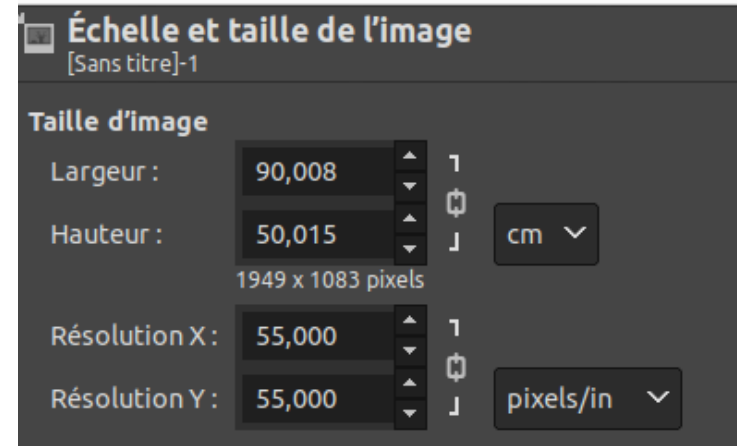 Échelle et taille de l’image
[Sans titre]-1
Taille d’image
Largeur : 90,008
Hauteur : 50,015 cm
1949 x 1083 pixels
Résolution X : 55,000
Résolution Y : 55,000 pixels/in